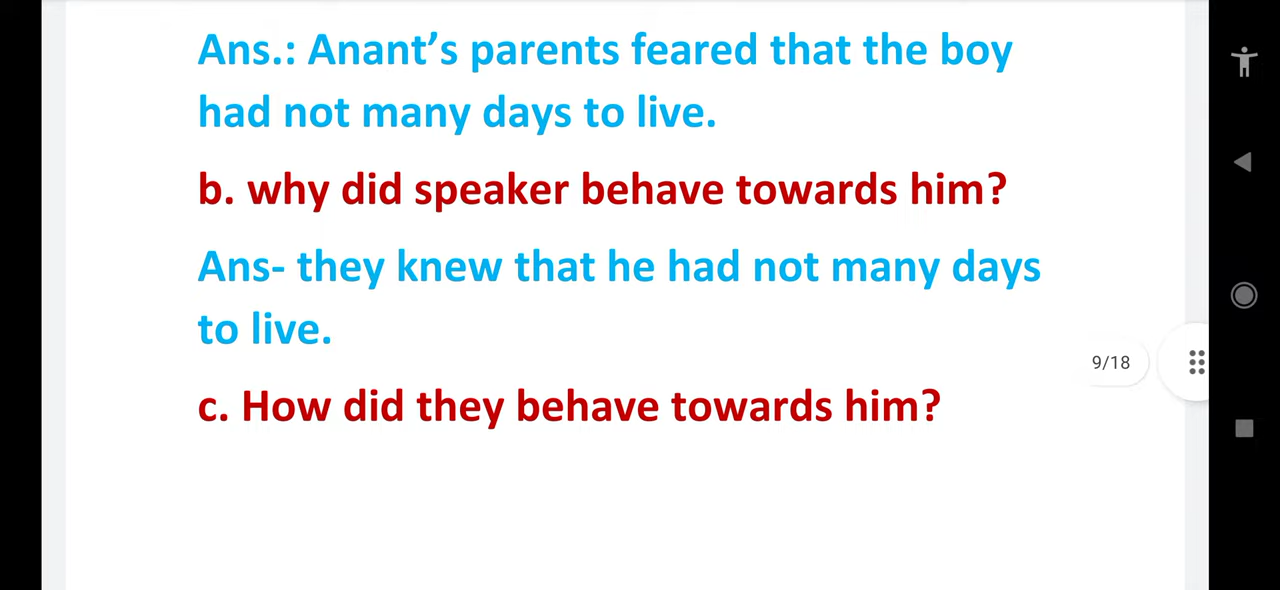 Ans.: Anant’s parents feared that the boy
had not many days to live.
b. why did speaker behave towards him?
Ans- they knew that he had not many days
to live.
9/18
c. How did they behave towards him?